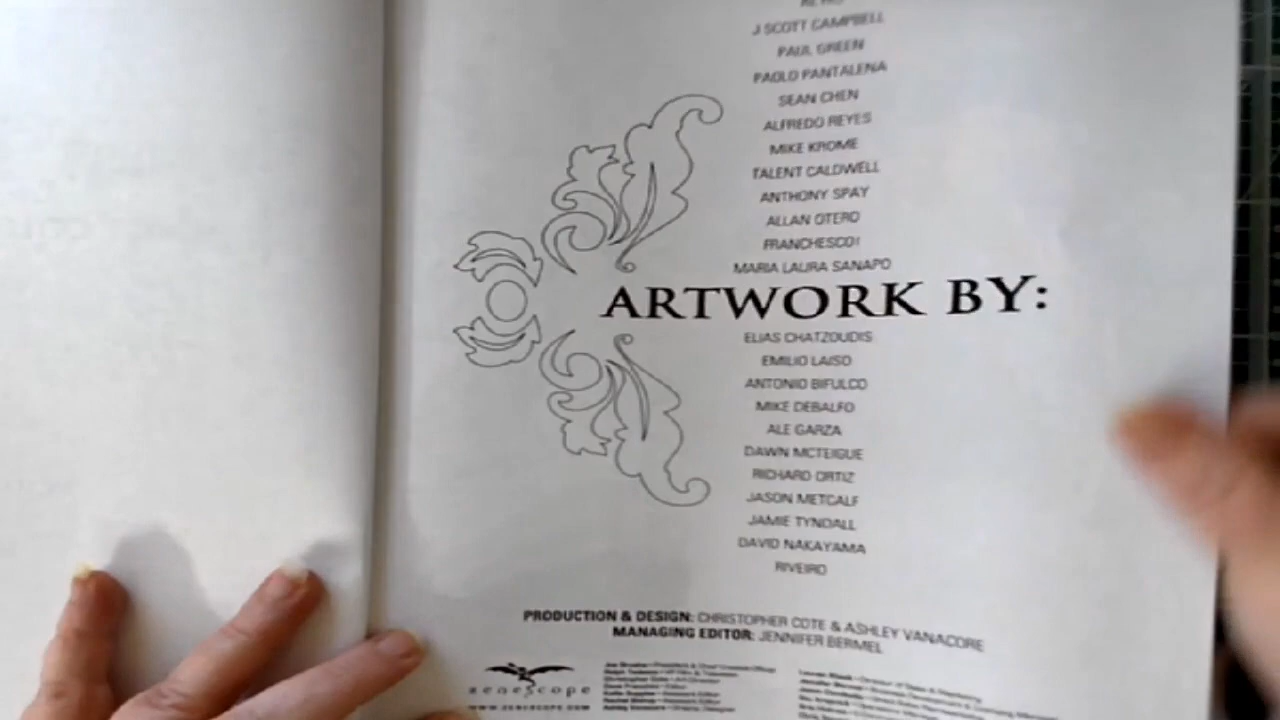 J SCOTT CAMPBELL
PAUL GREEN
PAOLO PANTALENA
SEAN CHEN
ALFREDO REYES
MIKE KROME
TALENT CALDWELL
ANTHONY SPAY
ALLAN OTERO
FRANCHESCO!
MARIA LAURA SANAPO
ARTWORK BY:
ELIAS CHATZOUDIS
EMILIO LAISO
ANTONIO BIFULCO
MIKE DEBALFO
ALE GARZA
DAWN MCTEIGUE
RICHARD ORTIZ
JASON METCALF
JAMIE TYNDALL
DAVID NAKAYAMA
RIVEIRO
PRODUCTION & DESIGN: CHRISTOPHER COTE & ASHLEY VANACORE
MANAGING EDITOR: JENNIFER BERMEL
zenescope
WWW.ZENESCOPE.COM